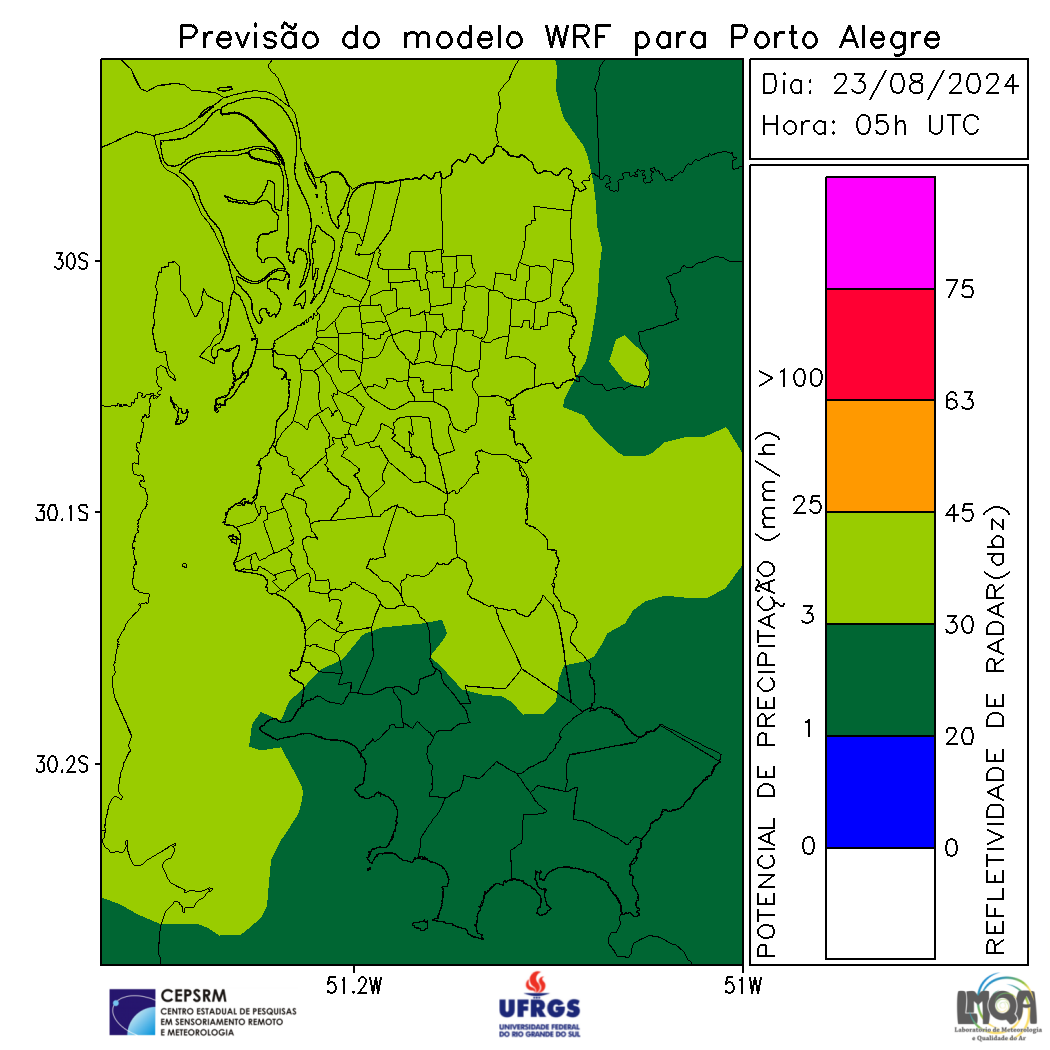 Previsão do modelo WRF para Porto Alegre
Dia: 23/08/2024
Hora: 05h UTC
30S
30.1S
30.2S
51.2W
51W
POTENCIAL DE PRECIPITAÇÃO (mm/h)
>100
25
3
1
0
75
63
45
30
20
0
REFLETIVIDADE DE RADAR(dbz)
CEPSRM
CENTRO ESTADUAL DE PESQUISAS
EM SENSORIAMENTO REMOTO
E METEOROLOGIA
UFRGS
UNIVERSIDADE FEDERAL
DO RIO GRANDE DO SUL
LMQA
Laboratório de Meteorologia
e Qualidade do Ar